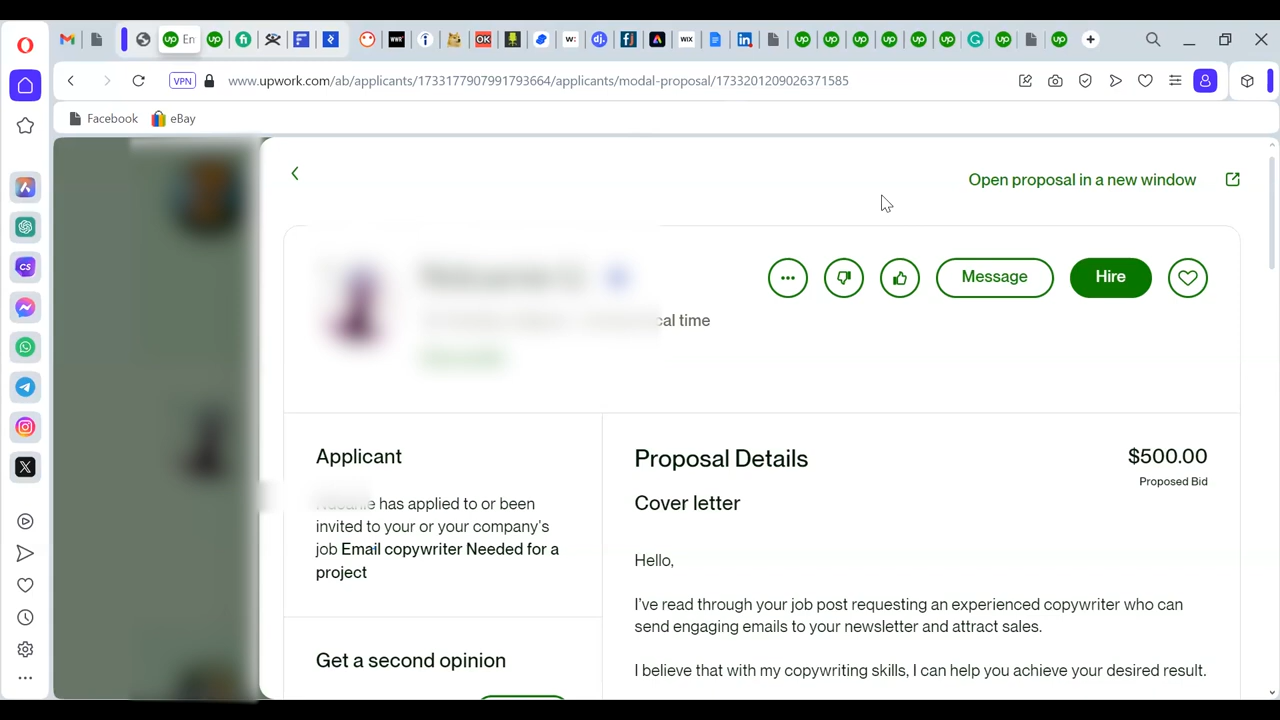 En
VPN
www.upwork.com/ab/applicants/1733177907991793664/applicants/modal-proposal/1733201209026371585
Facebook
eBay
Open proposal in a new window
Message
Hire
cal time
Applicant
has applied to or been
invited to your or your company's
job Email copywriter Needed for a
project
Get a second opinion
Proposal Details
$500.00
Proposed Bid
Cover letter
Hello,
I've read through your job post requesting an experienced copywriter who can
send engaging emails to your newsletter and attract sales.
I believe that with my copywriting skills, I can help you achieve your desired result.